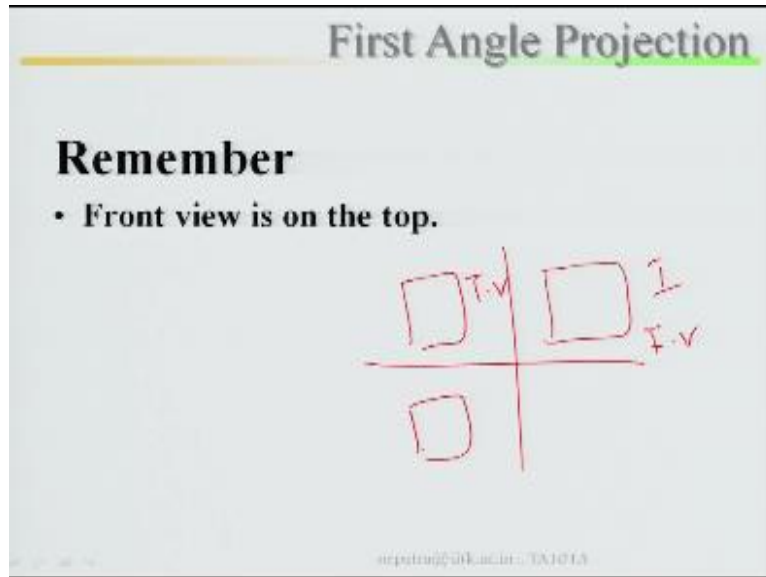 First Angle Projection
Remember
• Front view is on the top.
T.V
I
I.V